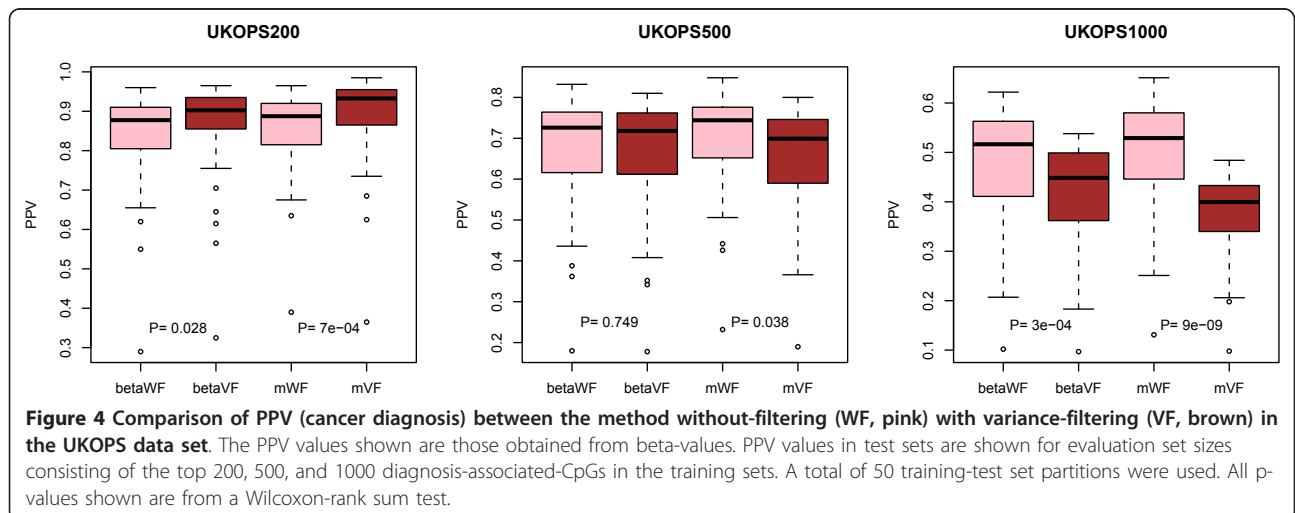 UKOPS200
UKOPS500
UKOPS1000
PPV
1.0
0.9
0.8
0.7
0.6
0.5
0.4
0.3
P= 0.028
P= 7e−04
betaWF
betaVF
mWF
mVF
PPV
0.8
0.7
0.6
0.5
0.4
0.3
0.2
P= 0.749
P= 0.038
betaWF
betaVF
mWF
mVF
PPV
0.6
0.5
0.4
0.3
0.2
0.1
P= 3e−04
P= 9e−09
betaWF
betaVF
mWF
mVF
Figure 4 Comparison of PPV (cancer diagnosis) between the method without-filtering (WF, pink) with variance-filtering (VF, brown) in
the UKOPS data set. The PPV values shown are those obtained from beta-values. PPV values in test sets are shown for evaluation set sizes
consisting of the top 200, 500, and 1000 diagnosis-associated-CpGs in the training sets. A total of 50 training-test set partitions were used. All p-
values shown are from a Wilcoxon-rank sum test.